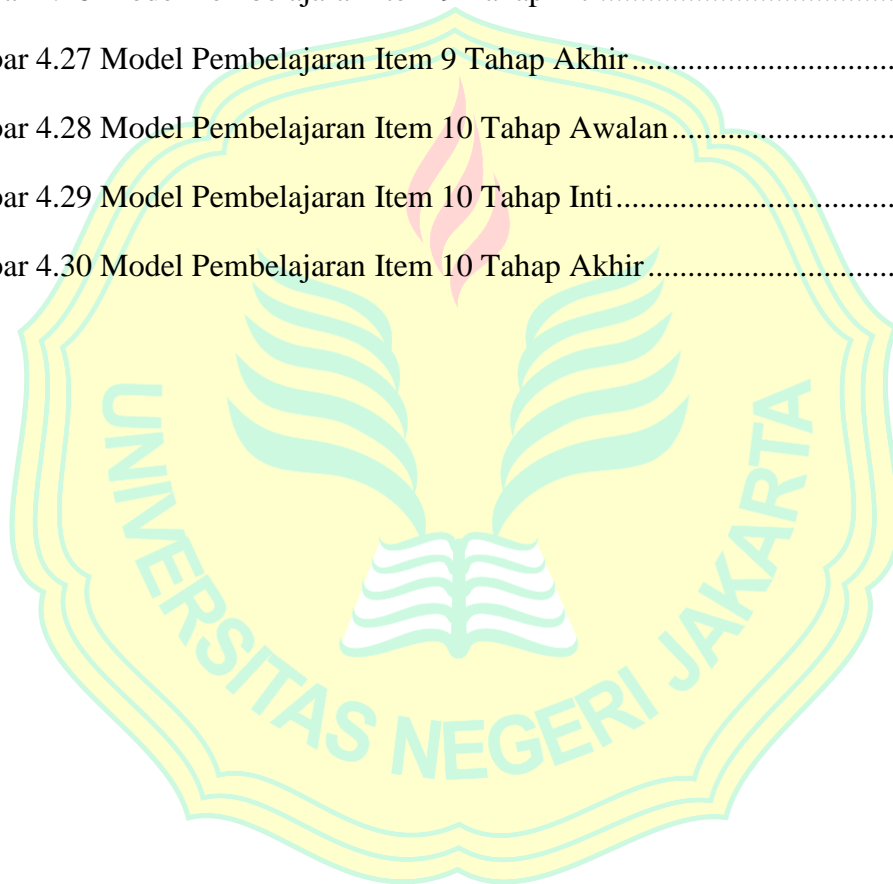 bar 4.27 Model Pembelajaran Item 9 Tahap Akhir
bar 4.28 Model Pembelajaran Item 10 Tahap Awalan
bar 4.29 Model Pembelajaran Item 10 Tahap Inti
bar 4.30 Model Pembelajaran Item 10 Tahap Akhir
UNIVERSITAS NEGERI JAKARTA